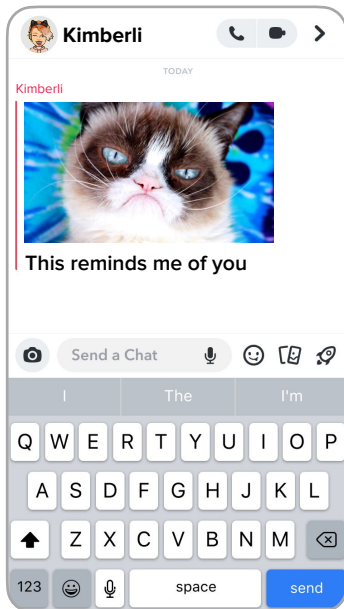 Kimberli
TODAY
Kimberli
This reminds me of you
Send a Chat
I The I'm
Q W E R T Y U I O P
A S D F G H J K L
Z X C V B N M
123 space send